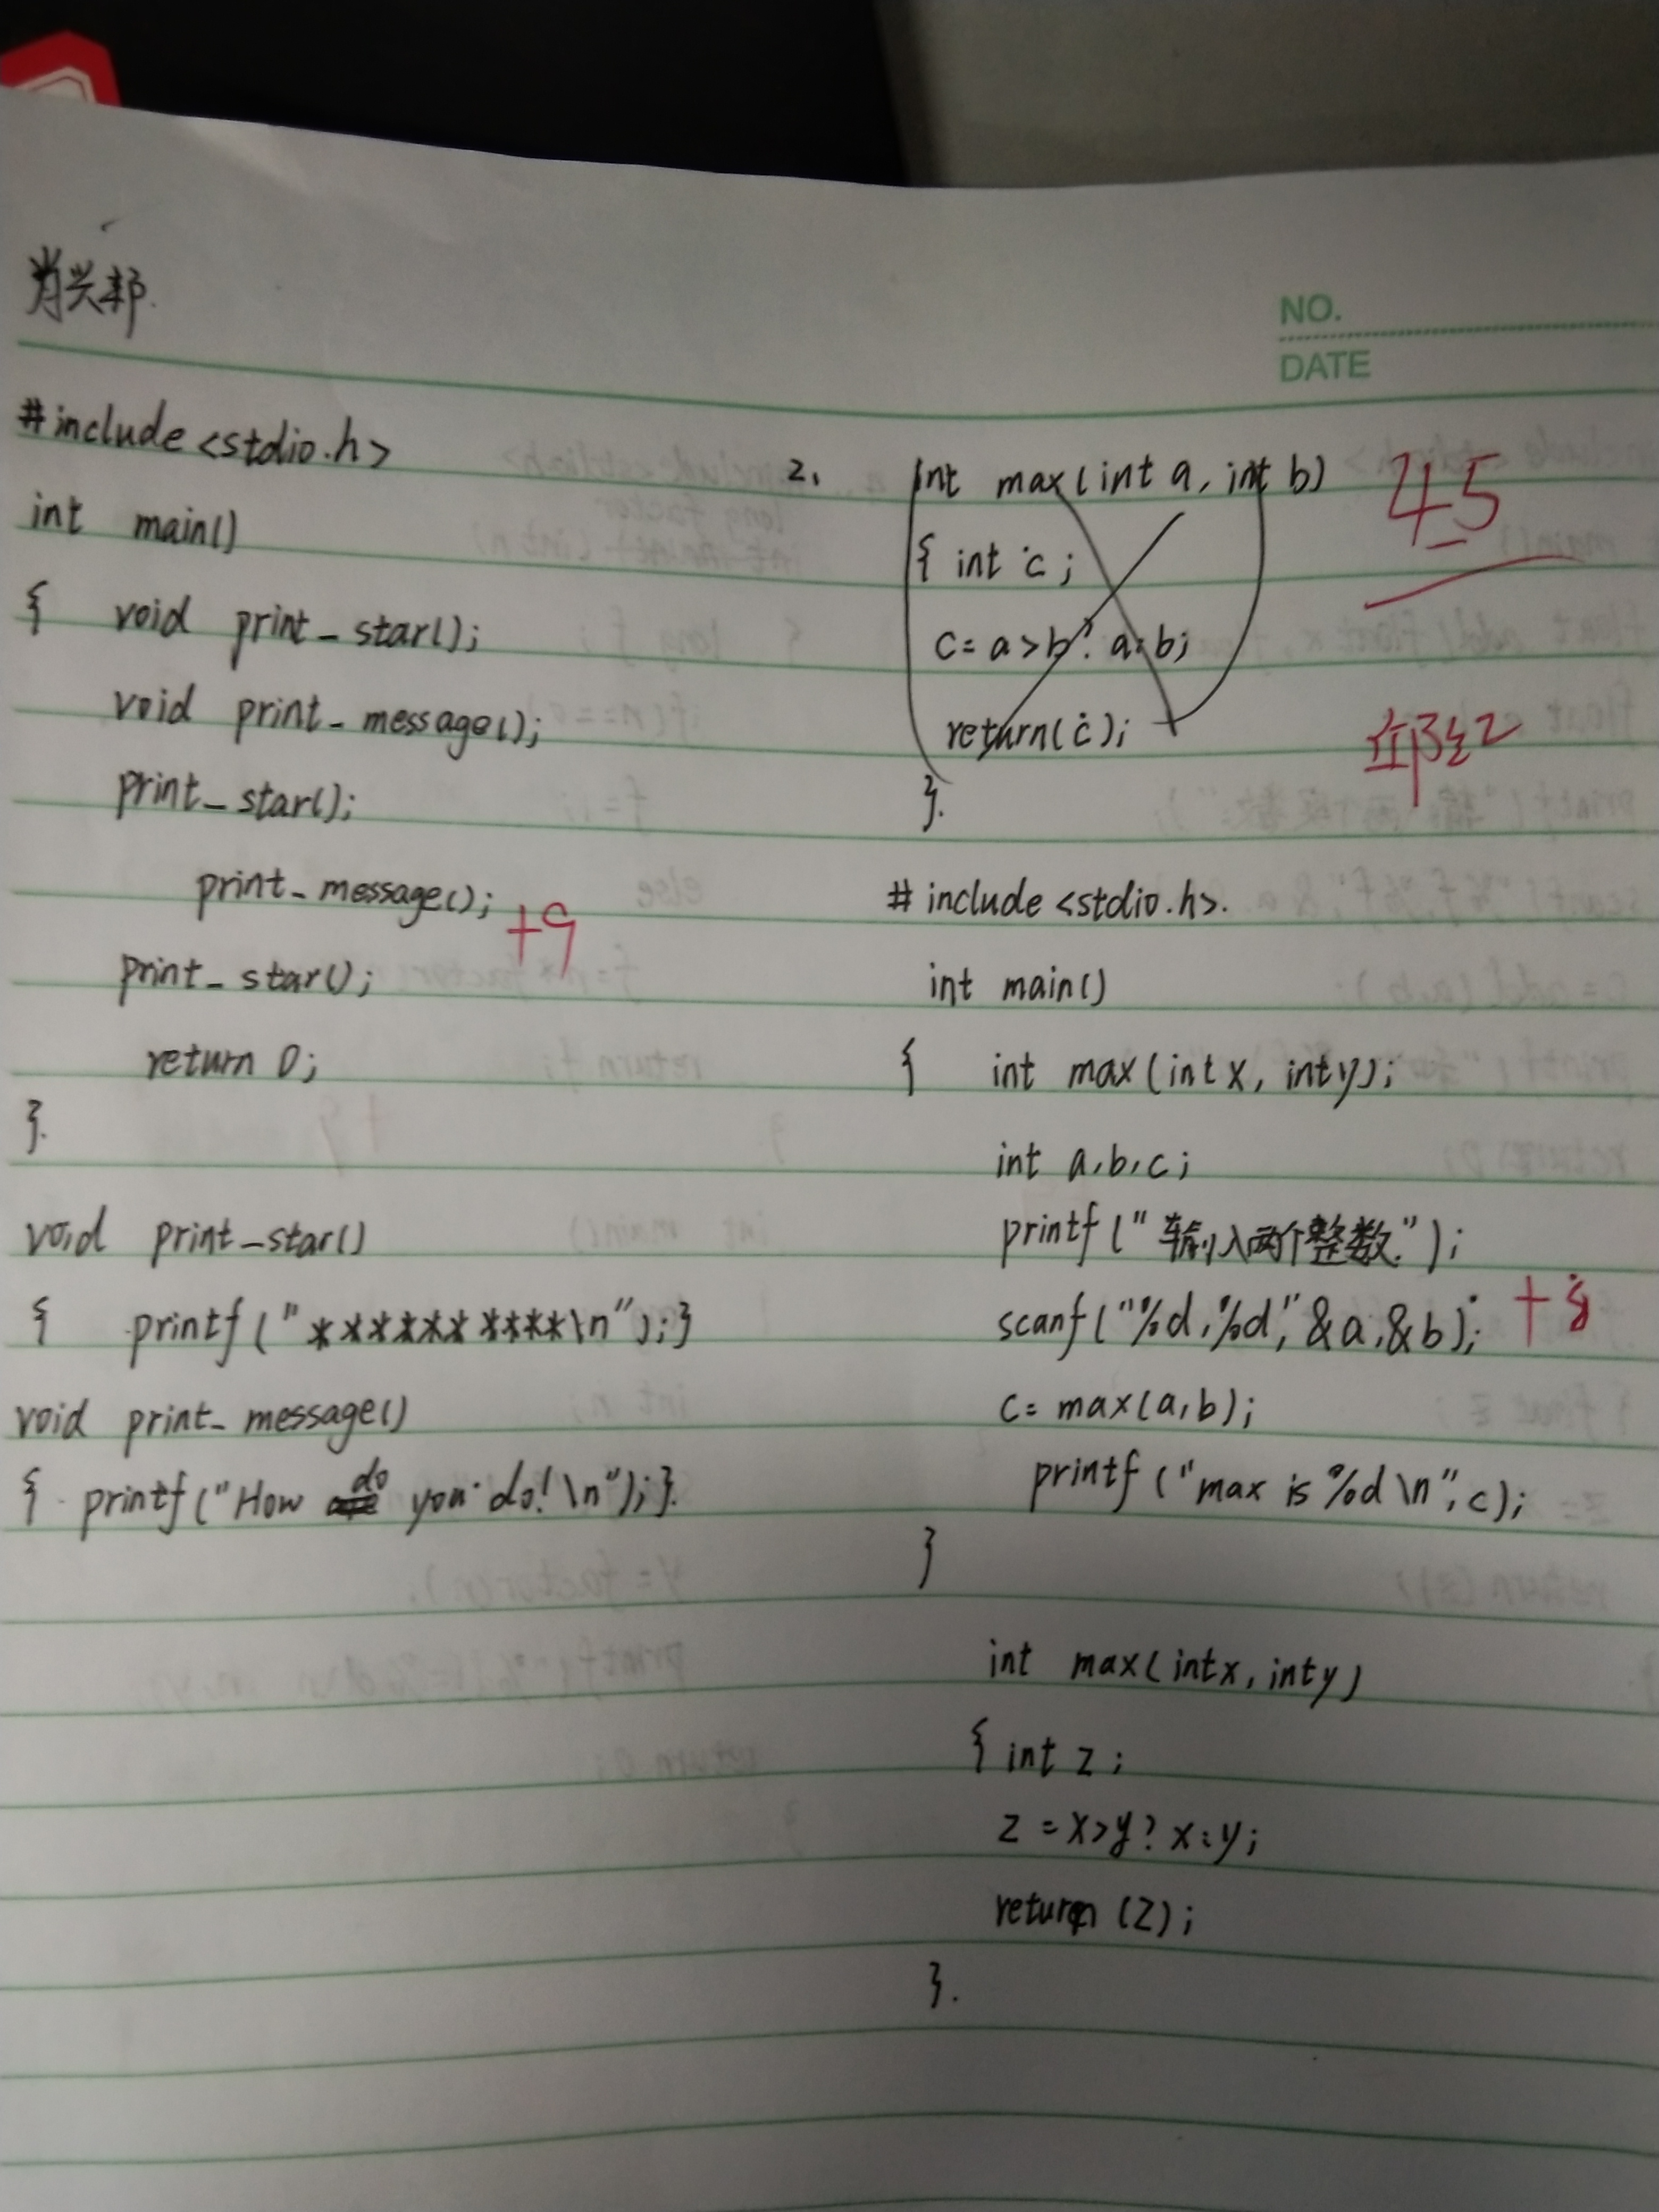 肖兴邦.
NO.
DATE
#include<stdio.h>
int main()
{ void print_star();
void print_message();
print_star();
print_message();
+9
print_star();
return 0;
}.
void print_star()
{ printf("**********\n");}
void print_message()
{ printf("How do you do!\n");}.
2.
int max(int a, int b)
{ int c;
c=a>b? a:b;
return(c);
}.
45
#include<stdio.h>.
int main()
{ int max(int x, int y);
int a,b,c;
printf("输入两个整数.");
scanf("%d,%d,"&a,&b);
c=max(a,b);
printf("max is %d\n",c);
}
int max(int x, int y)
{ int z;
z=x>y? x:y;
return (z);
}.